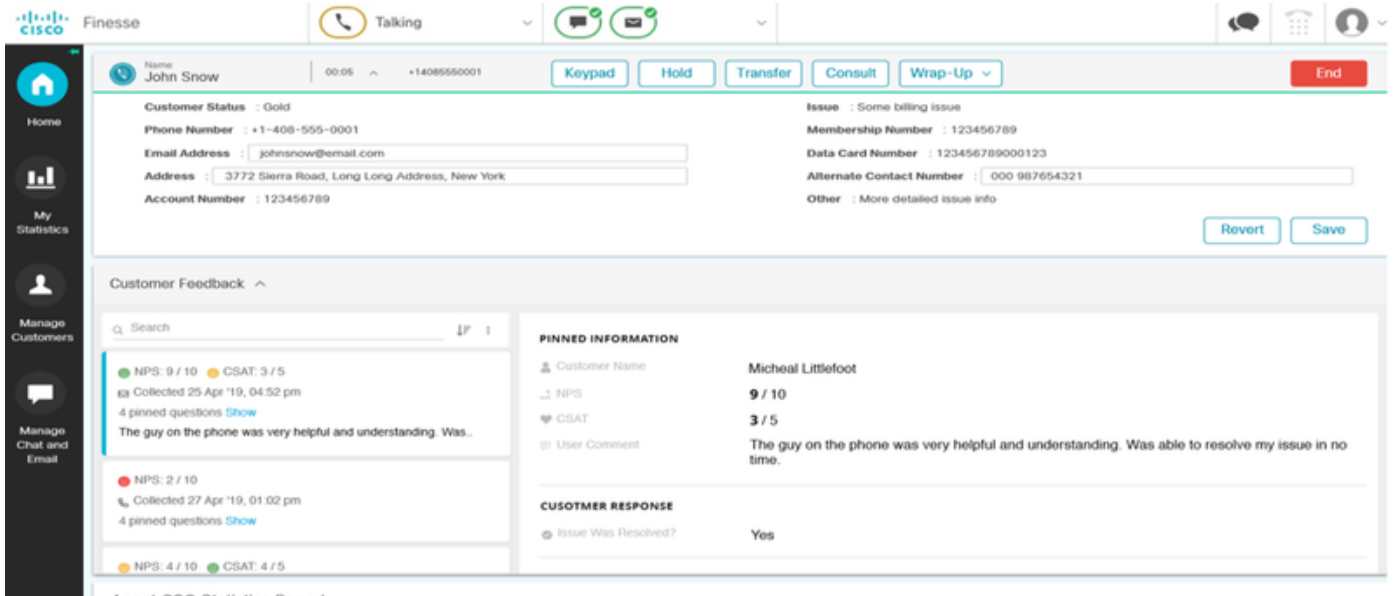 cisco Finesse Talking
Name
John Snow 00:05 +14085550001 Keypad Hold Transfer Consult Wrap-Up End
Home
Customer Status : Gold Issue : Some billing issue
Phone Number : +1-408-555-0001 Membership Number : 123456789
Email Address : johnsnow@email.com Data Card Number : 123456789000123
Address : 3772 Sierra Road, Long Long Address, New York Alternate Contact Number : 000 987654321
Account Number : 123456789 Other : More detailed issue info
My
Statistics
Revert Save
Customer Feedback
Manage
Customers
Search
NPS: 9 / 10 CSAT: 3 / 5
Collected 25 Apr '19, 04:52 pm
4 pinned questions Show
The guy on the phone was very helpful and understanding. Was..
NPS: 2 / 10
Collected 27 Apr '19, 01:02 pm
4 pinned questions Show
NPS: 4 / 10 CSAT: 4 / 5
Manage
Chat and
Email
PINNED INFORMATION
Customer Name Micheal Littlefoot
NPS 9 / 10
CSAT 3 / 5
User Comment The guy on the phone was very helpful and understanding. Was able to resolve my issue in no
time.
CUSOTMER RESPONSE
Issue Was Resolved? Yes